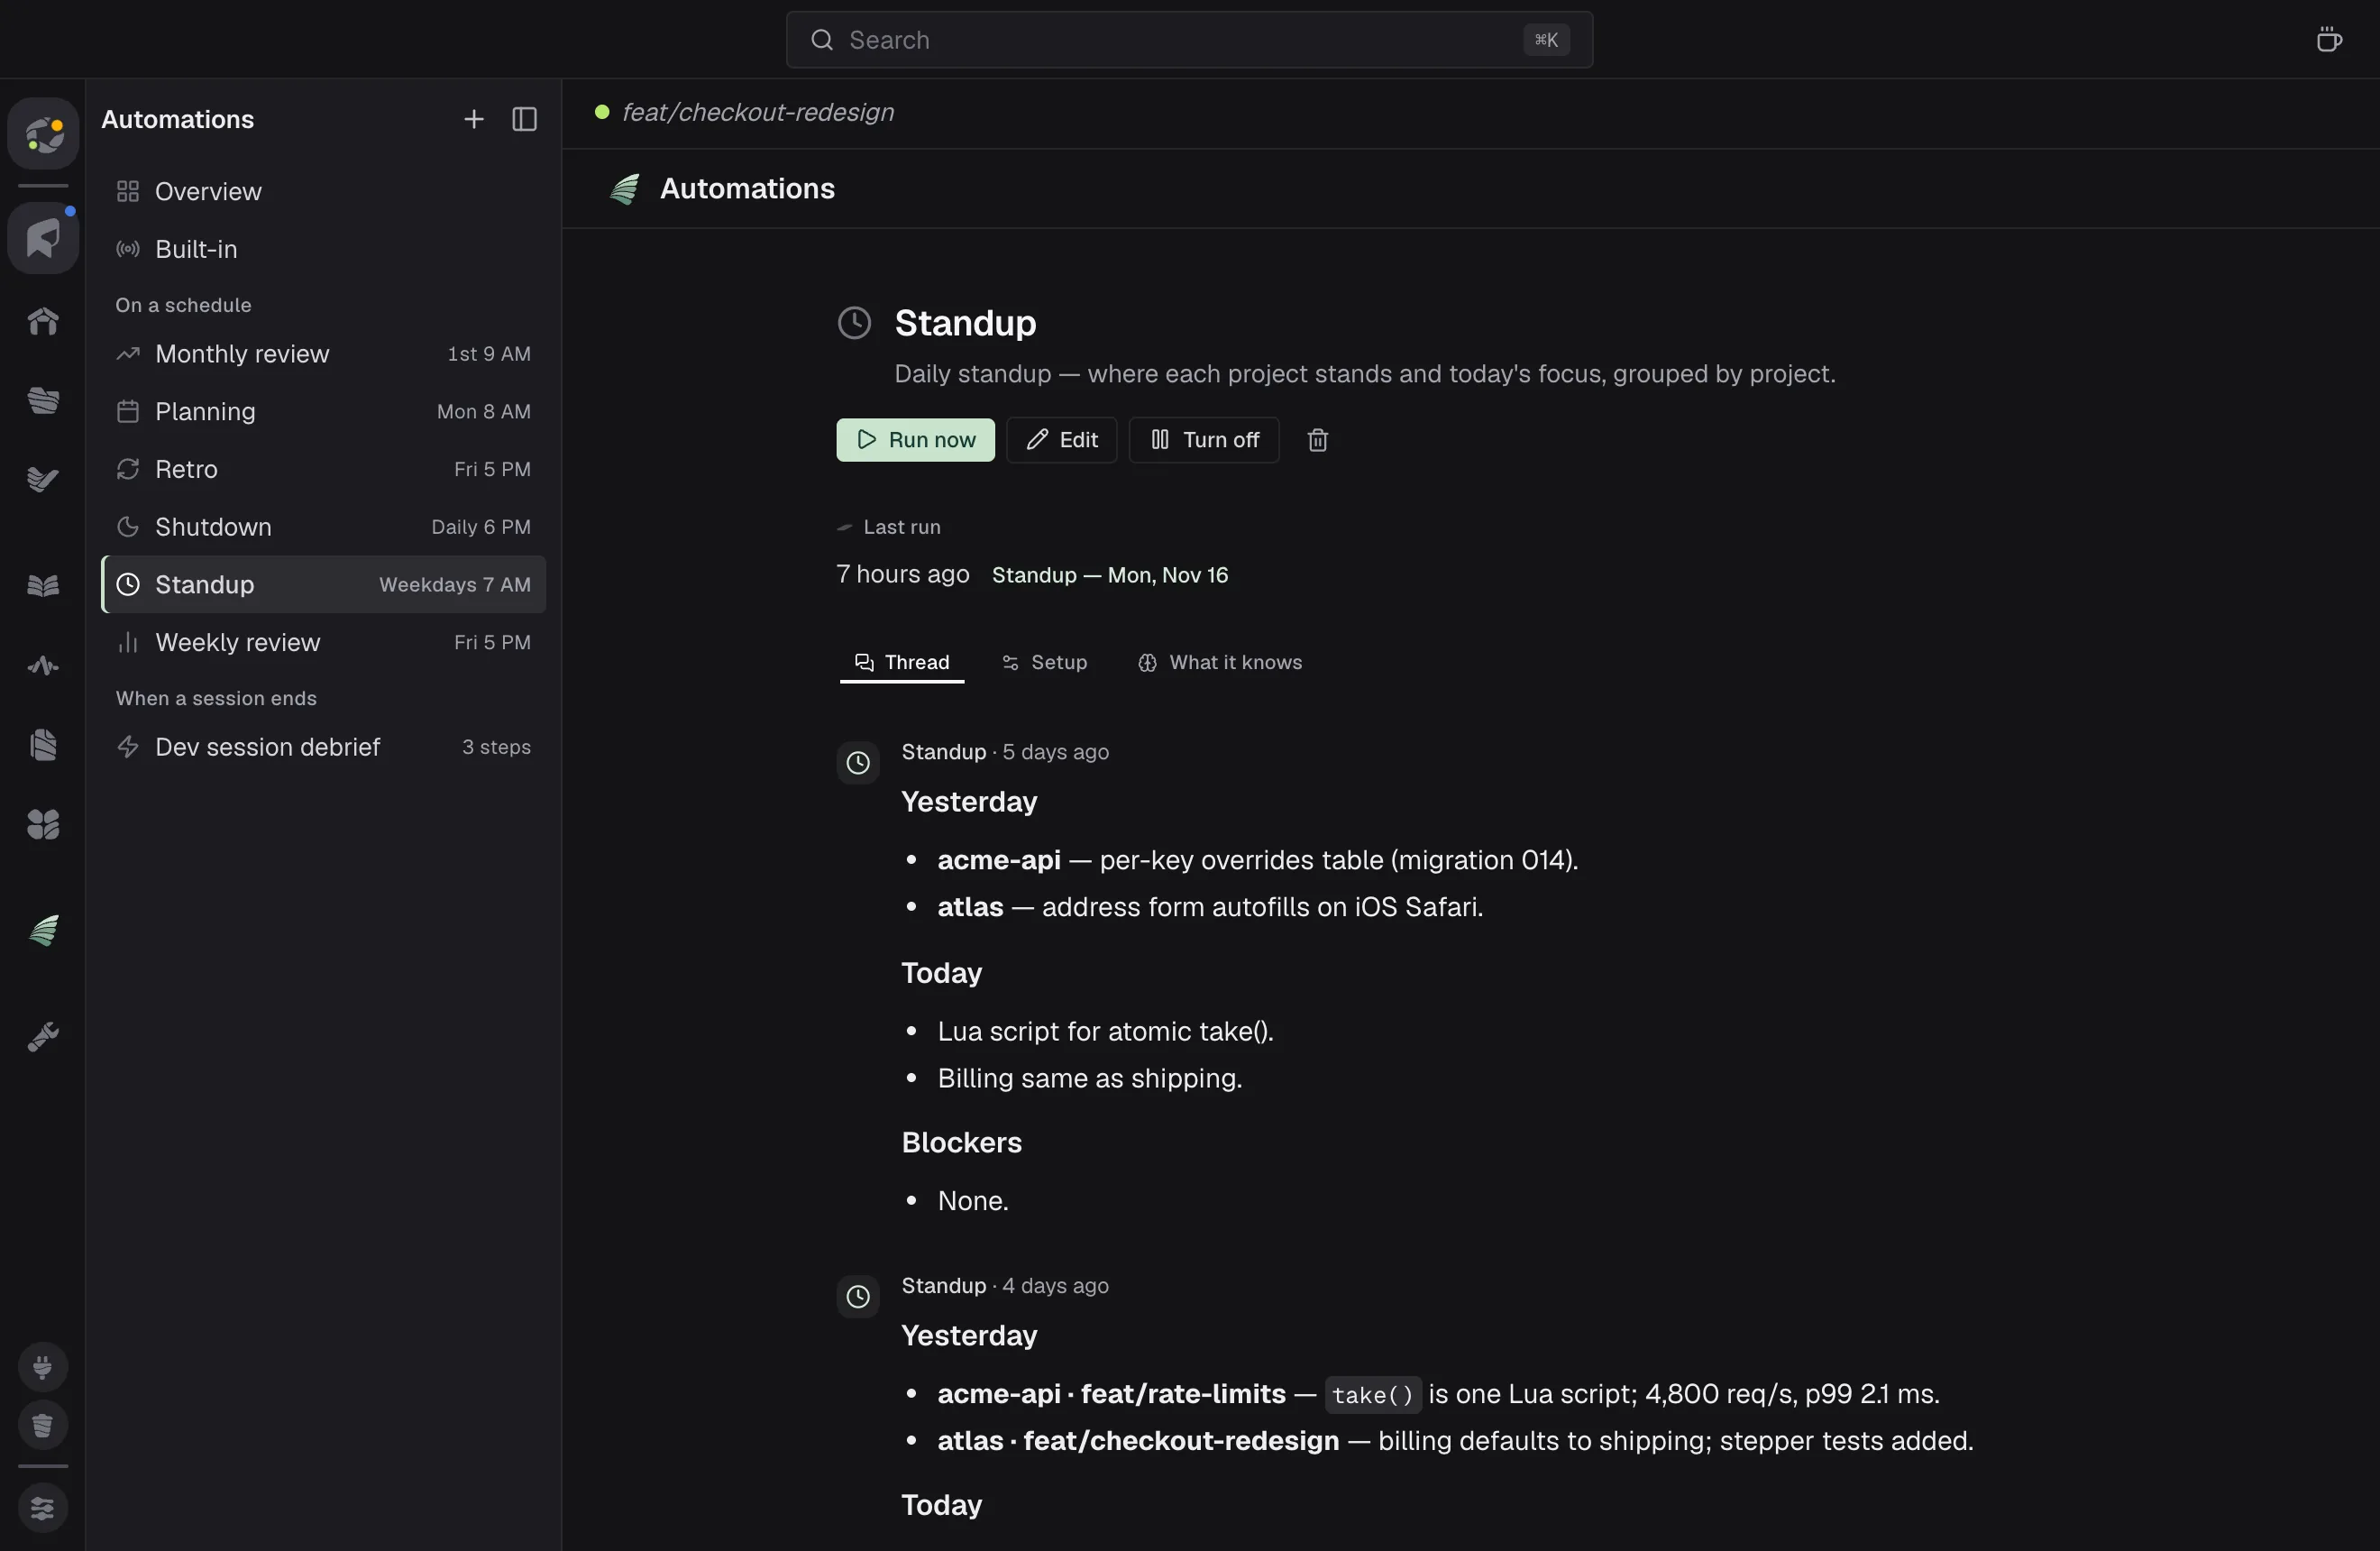 Search
⌘K
Automations
Overview
Built-in
On a schedule
Monthly review 1st 9 AM
Planning Mon 8 AM
Retro Fri 5 PM
Shutdown Daily 6 PM
Standup Weekdays 7 AM
Weekly review Fri 5 PM
When a session ends
Dev session debrief 3 steps
feat/checkout-redesign
Automations
Standup
Daily standup — where each project stands and today's focus, grouped by project.
Run now Edit Turn off
Last run
7 hours ago Standup — Mon, Nov 16
Thread Setup What it knows
Standup · 5 days ago
Yesterday
• acme-api — per-key overrides table (migration 014).
• atlas — address form autofills on iOS Safari.
Today
• Lua script for atomic take().
• Billing same as shipping.
Blockers
• None.
Standup · 4 days ago
Yesterday
• acme-api · feat/rate-limits — take() is one Lua script; 4,800 req/s, p99 2.1 ms.
• atlas · feat/checkout-redesign — billing defaults to shipping; stepper tests added.
Today